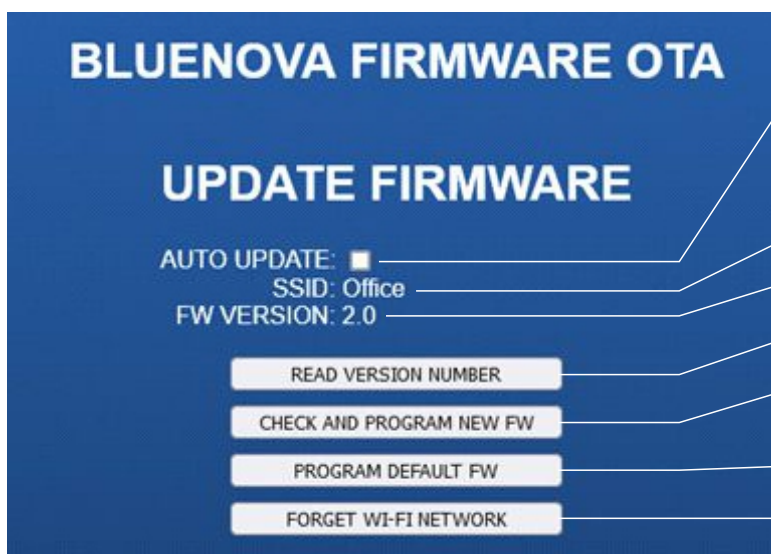 BLUENOVA FIRMWARE OTA
UPDATE FIRMWARE
AUTO UPDATE:
SSID: Office
FW VERSION: 2.0
READ VERSION NUMBER
CHECK AND PROGRAM NEW FW
PROGRAM DEFAULT FW
FORGET WI-FI NETWORK